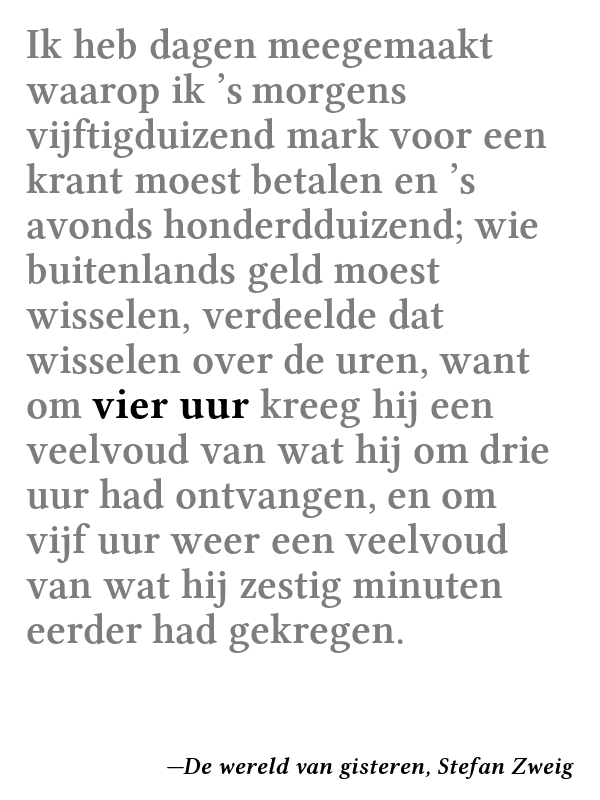 Ik heb dagen meegemaakt
waarop ik ’s morgens
vijftigduizend mark voor een
krant moest betalen en ’s
avonds honderdduizend; wie
buitenlands geld moest
wisselen, verdeelde dat
wisselen over de uren, want
om vier uur kreeg hij een
veelvoud van wat hij om drie
uur had ontvangen, en om
vijf uur weer een veelvoud
van wat hij zestig minuten
eerder had gekregen.
—De wereld van gisteren, Stefan Zweig